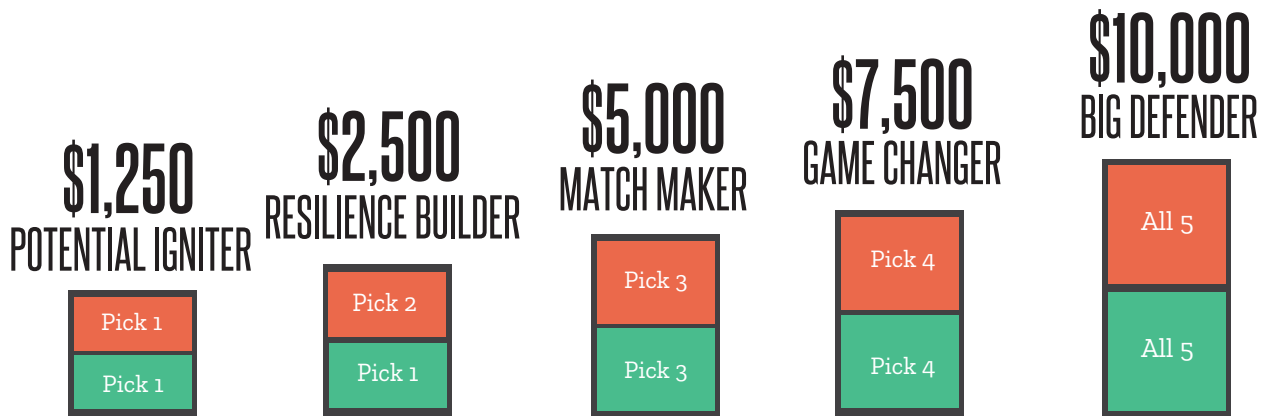 $1,250
POTENTIAL IGNITER
Pick 1
Pick 1
$2,500
RESILIENCE BUILDER
Pick 2
Pick 1
$5,000
MATCH MAKER
Pick 3
Pick 3
$7,500
GAME CHANGER
Pick 4
Pick 4
$10,000
BIG DEFENDER
All 5
All 5